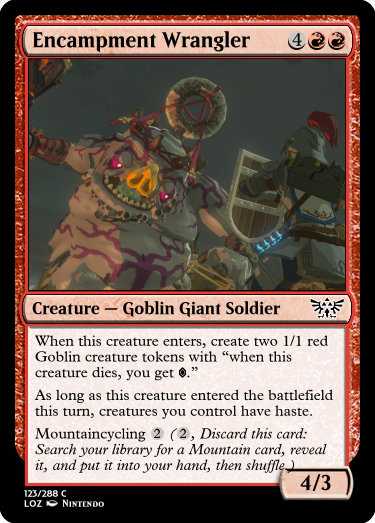 Encampment Wrangler 4
Creature — Goblin Giant Soldier
When this creature enters, create two 1/1 red
Goblin creature tokens with “when this
creature dies, you get .”
As long as this creature entered the battlefield
this turn, creatures you control have haste.
Mountaincycling 2 (2, Discard this card:
Search your library for a Mountain card, reveal
it, and put it into your hand, then shuffle.)
4/3
123/288 C
LOZ Nintendo